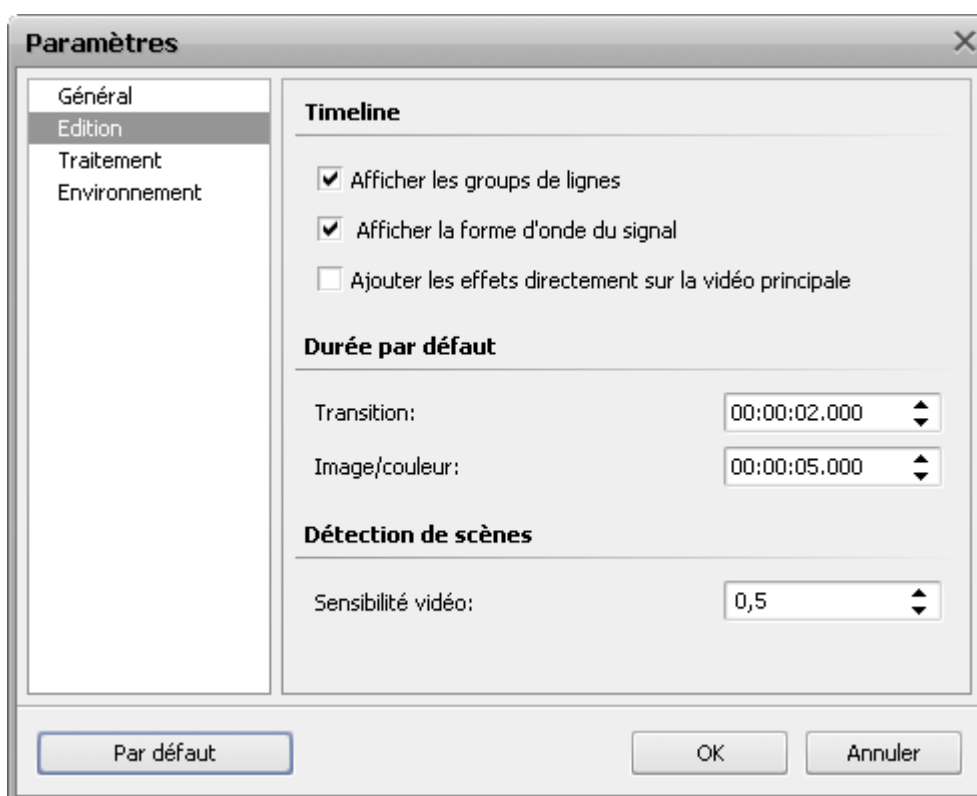 Paramètres
Général
Edition
Traitement
Environnement
Timeline
Afficher les groups de lignes
Afficher la forme d'onde du signal
Ajouter les effets directement sur la vidéo principale
Durée par défaut
Transition: 00:00:02.000
Image/couleur: 00:00:05.000
Détection de scènes
Sensibilité vidéo: 0,5
Par défaut OK Annuler